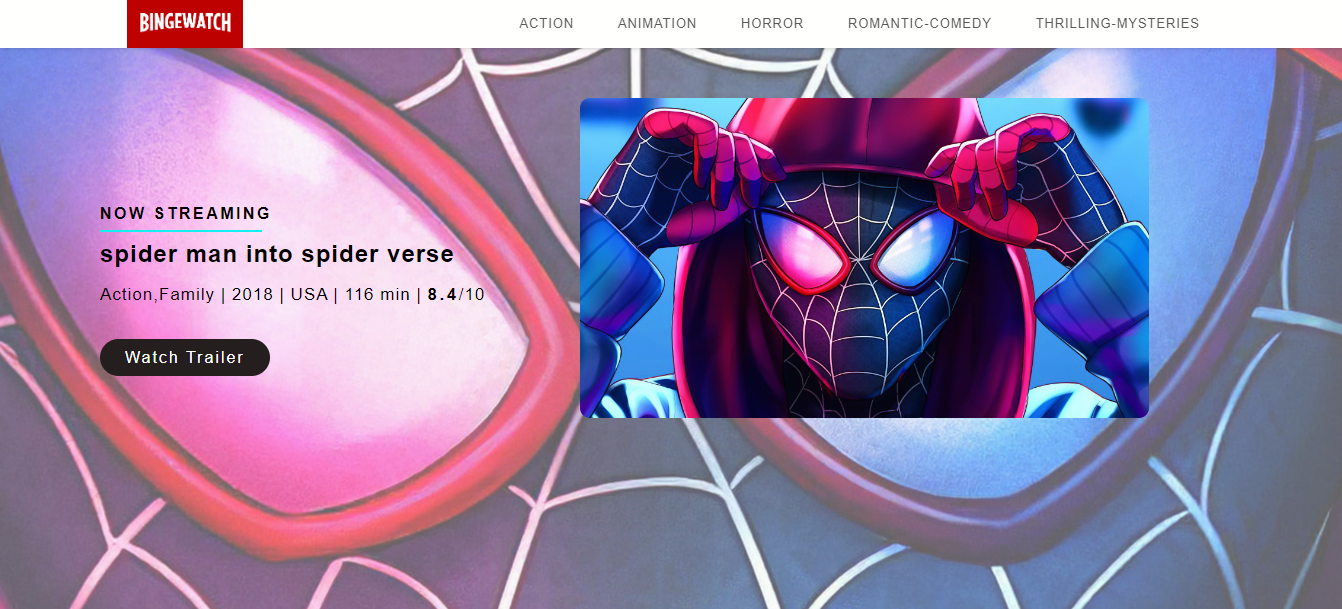 BINGEWATCH
ACTION ANIMATION HORROR ROMANTIC-COMEDY THRILLING-MYSTERIES
NOW STREAMING
spider man into spider verse
Action,Family | 2018 | USA | 116 min | 8.4/10
Watch Trailer